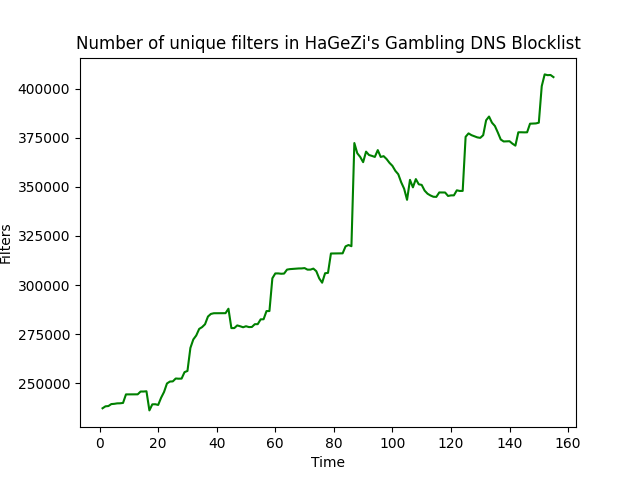 Number of unique filters in HaGeZi's Gambling DNS Blocklist
400000
375000
350000
325000
300000
275000
250000
Filters
0 20 40 60 80 100 120 140 160
Time